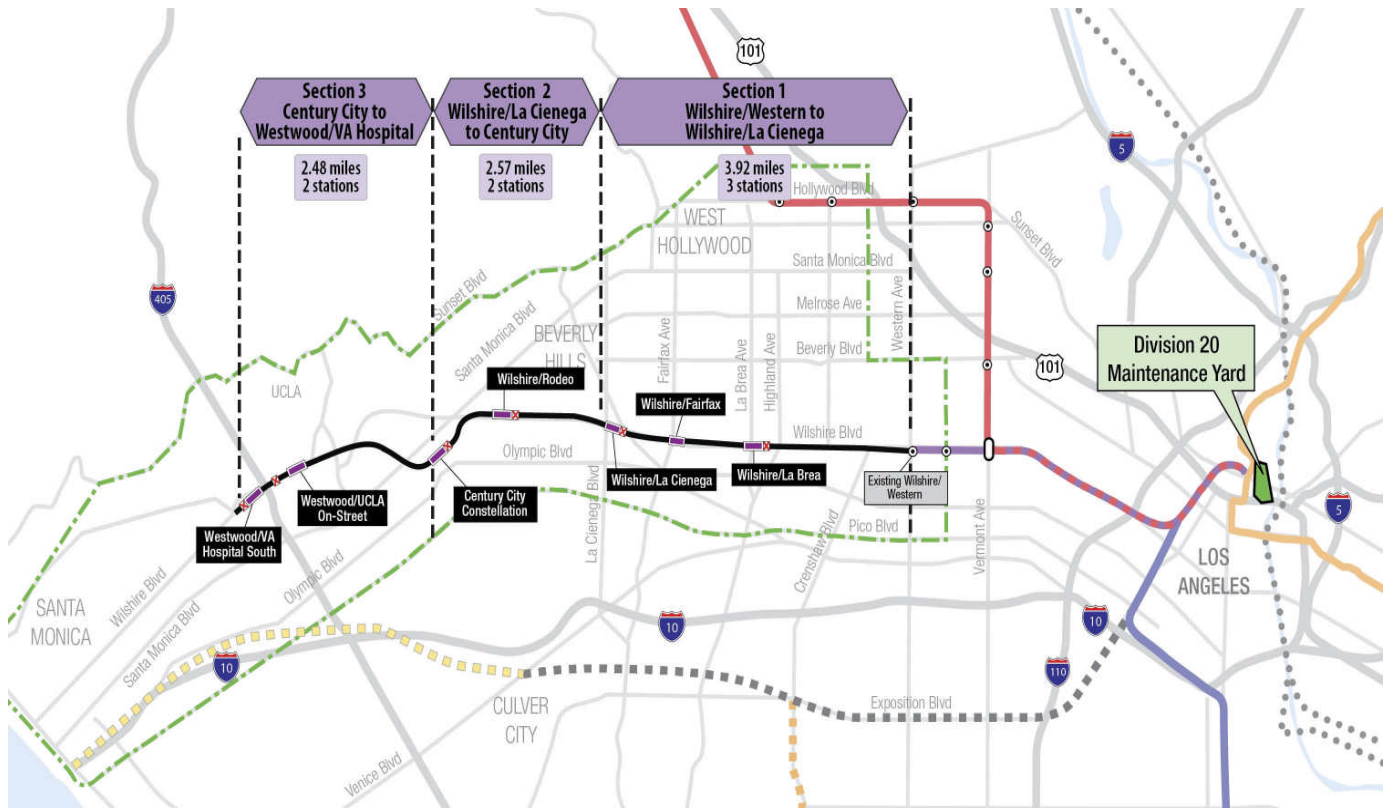 101
101
Section 3
Century City to
Westwood/VA Hospital
Section 2
Wilshire/La Cienega
to Century City
Section 1
Wilshire/Western to
Wilshire/La Cienega
5
2.48 miles
2 stations
2.57 miles
2 stations
3.92 miles
3 stations
Hollywood Blvd
WEST
HOLLYWOOD
Sunset Blvd
Santa Monica Blvd
405
Sunset Blvd
Melrose Ave
Western Ave
Santa Monica Blvd
BEVERLY
HILLS
Fairfax Ave
La Brea Ave
Highland Ave
Beverly Blvd
101
Division 20
Maintenance Yard
UCLA
Wilshire/Rodeo
Wilshire/Fairfax
Wilshire Blvd
Olympic Blvd
Wilshire/La Cienega
Wilshire/La Brea
Existing Wilshire/
Western
Westwood/UCLA
On-Street
Century City
Constellation
La Cienega Blvd
5
Westwood/VA
Hospital South
Pico Blvd
Crenshaw Blvd
Vermont Ave
LOS
ANGELES
Wilshire Blvd
Olympic Blvd
SANTA
MONICA
Santa Monica Blvd
10
10
10
110
CULVER
CITY
Exposition Blvd
Venice Blvd